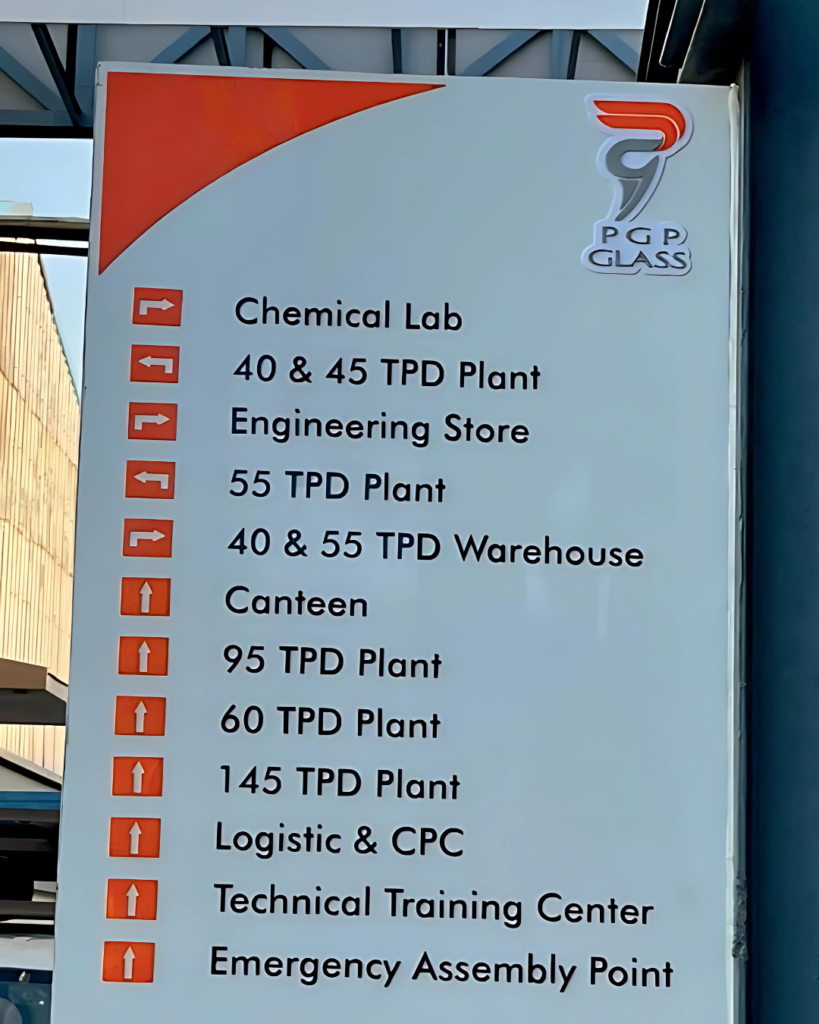 PGP
GLASS
Chemical Lab
40 & 45 TPD Plant
Engineering Store
55 TPD Plant
40 & 55 TPD Warehouse
Canteen
95 TPD Plant
60 TPD Plant
145 TPD Plant
Logistic & CPC
Technical Training Center
Emergency Assembly Point